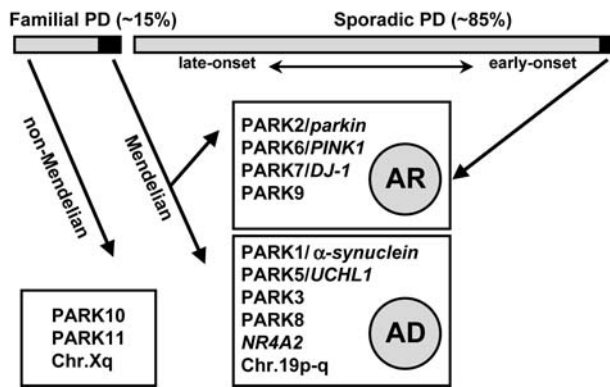 Familial PD (~15%)
Sporadic PD (~85%)
late-onset
early-onset
non-Mendelian
Mendelian
PARK2/parkin
PARK6/PINK1
PARK7/DJ-1
PARK9
AR
PARK1/α-synuclein
PARK5/UCHL1
PARK3
PARK8
NR4A2
Chr.19p-q
AD
PARK10
PARK11
Chr.Xq